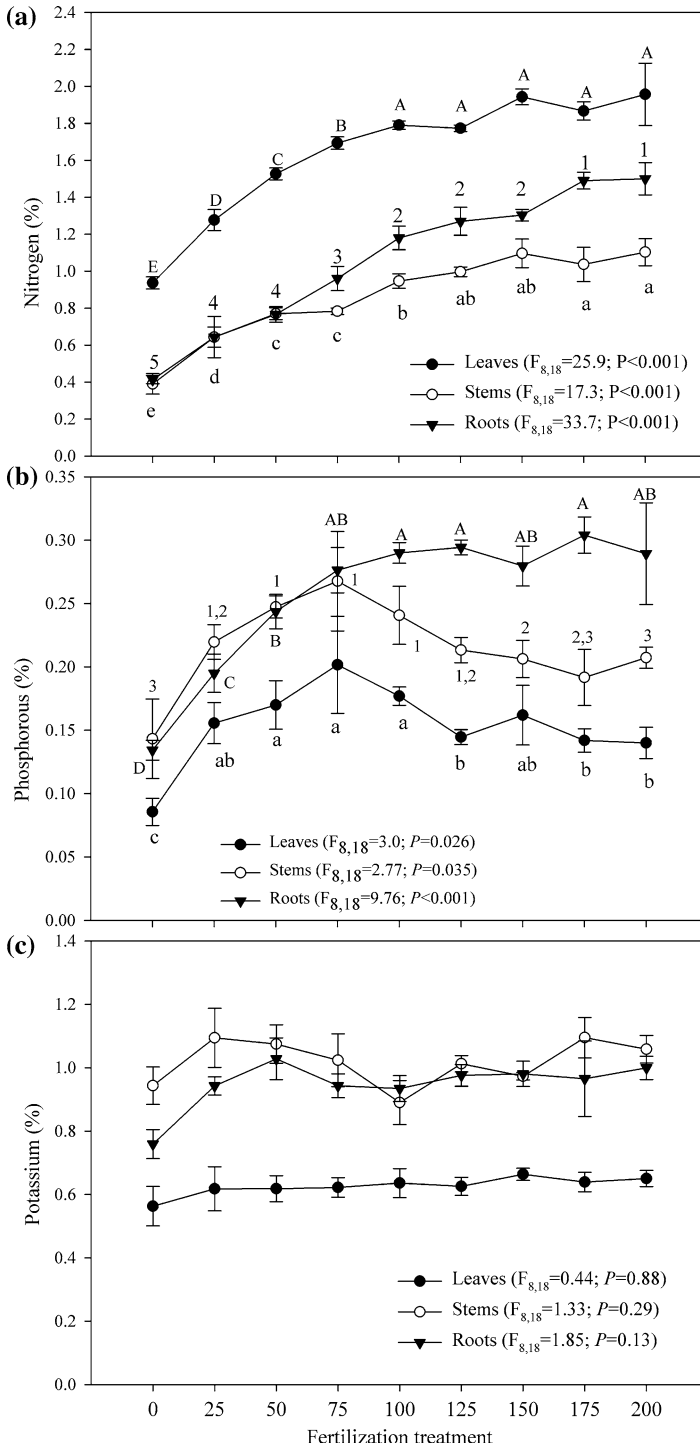 (a)
2.4
2.2
2.0
1.8
1.6
1.4
1.2
1.0
0.8
0.6
0.4
0.2
0.0
Nitrogen (%)
E D C B A A A A A
5 4 4 3 2 2 2 1 1
e d c c b ab ab a a
Leaves (F8,18=25.9; P<0.001)
Stems (F8,18=17.3; P<0.001)
Roots (F8,18=33.7; P<0.001)
(b)
0.35
0.30
0.25
0.20
0.15
0.10
0.05
0.00
Phosphorous (%)
D C B AB A A AB A AB
3 1,2 1 1 1 1,2 2 2,3 3
c ab a a a b ab b b
Leaves (F8,18=3.0; P=0.026)
Stems (F8,18=2.77; P=0.035)
Roots (F8,18=9.76; P<0.001)
(c)
1.4
1.2
1.0
0.8
0.6
0.4
0.2
0.0
Potassium (%)
Leaves (F8,18=0.44; P=0.88)
Stems (F8,18=1.33; P=0.29)
Roots (F8,18=1.85; P=0.13)
0 25 50 75 100 125 150 175 200
Fertilization treatment